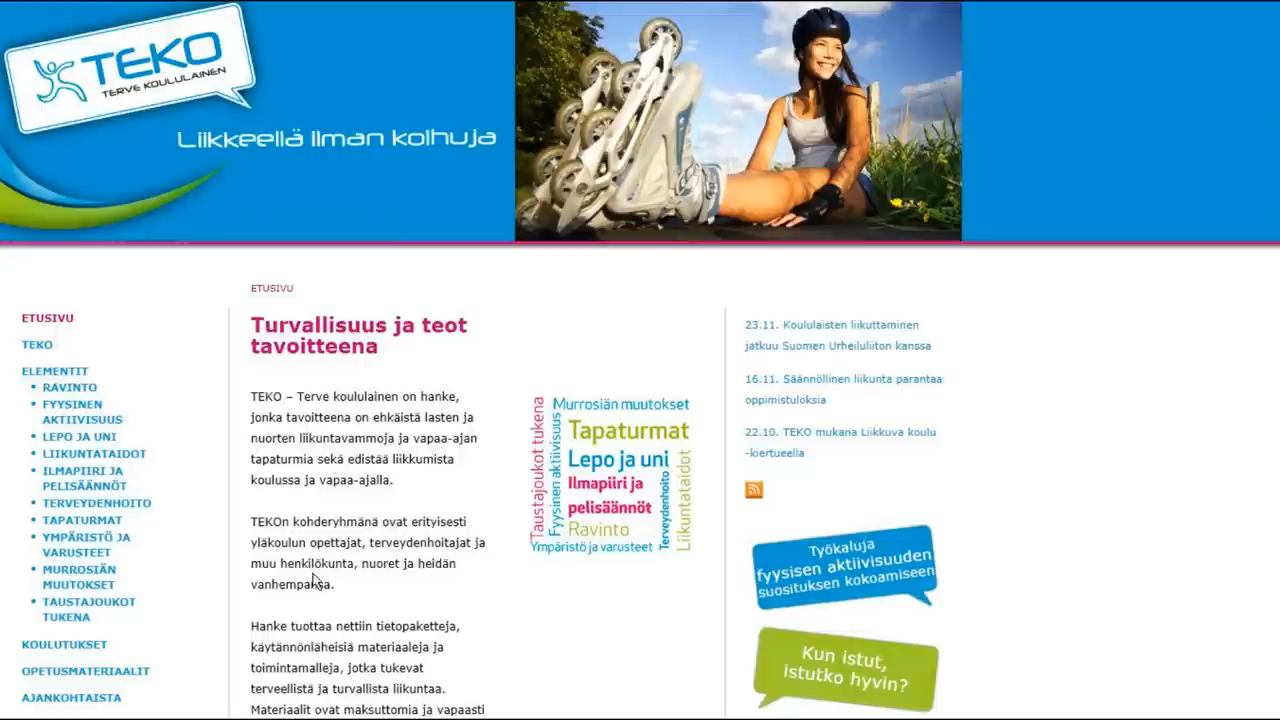 TEKO
TERVE KOULULAINEN
Liikkeellä ilman kolhuja
ETUSIVU
TEKO
ELEMENTIT
• RAVINTO
• FYYSINEN
AKTIIVISUUS
• LEPO JA UNI
• LIIKUNTATAIDOT
• ILMAPIIRI JA
PELISÄÄNNÖT
• TERVEYDENHOITO
• TAPATURMAT
• YMPÄRISTÖ JA
VARUSTEET
• MURROSIÄN
MUUTOKSET
• TAUSTAJOUKOT
TUKENA
KOULUTUKSET
OPETUSMATERIAALIT
AJANKOHTAISTA
ETUSIVU
Turvallisuus ja teot
tavoitteena
TEKO – Terve koululainen on hanke,
jonka tavoitteena on ehkäistä lasten ja
nuorten liikuntavammoja ja vapaa-ajan
tapaturmia sekä edistää liikkumista
koulussa ja vapaa-ajalla.
TEKOn kohderyhmänä ovat erityisesti
yläkoulun opettajat, terveydenhoitajat ja
muu henkilökunta, nuoret ja heidän
vanhempansa.
Hanke tuottaa nettiin tietopaketteja,
käytännönläheisiä materiaaleja ja
toimintamalleja, jotka tukevat
terveellistä ja turvallista liikuntaa.
Materiaalit ovat maksuttomia ja vapaasti
Taustajoukot tukena
Fyysinen aktiivisuus
Murrosiän muutokset
Tapaturmat
Lepo ja uni
Ilmapiiri ja
pelisäännöt
Ravinto
Terveydenhoito
Liikuntataidot
Ympäristö ja varusteet
23.11. Koululaisten liikuttaminen
jatkuu Suomen Urheiluliiton kanssa
16.11. Säännöllinen liikunta parantaa
oppimistuloksia
22.10. TEKO mukana Liikkuva koulu
-kiertueella
Työkaluja
fyysisen aktiivisuuden
suosituksen kokoamiseen
Kun istut,
istutko hyvin?